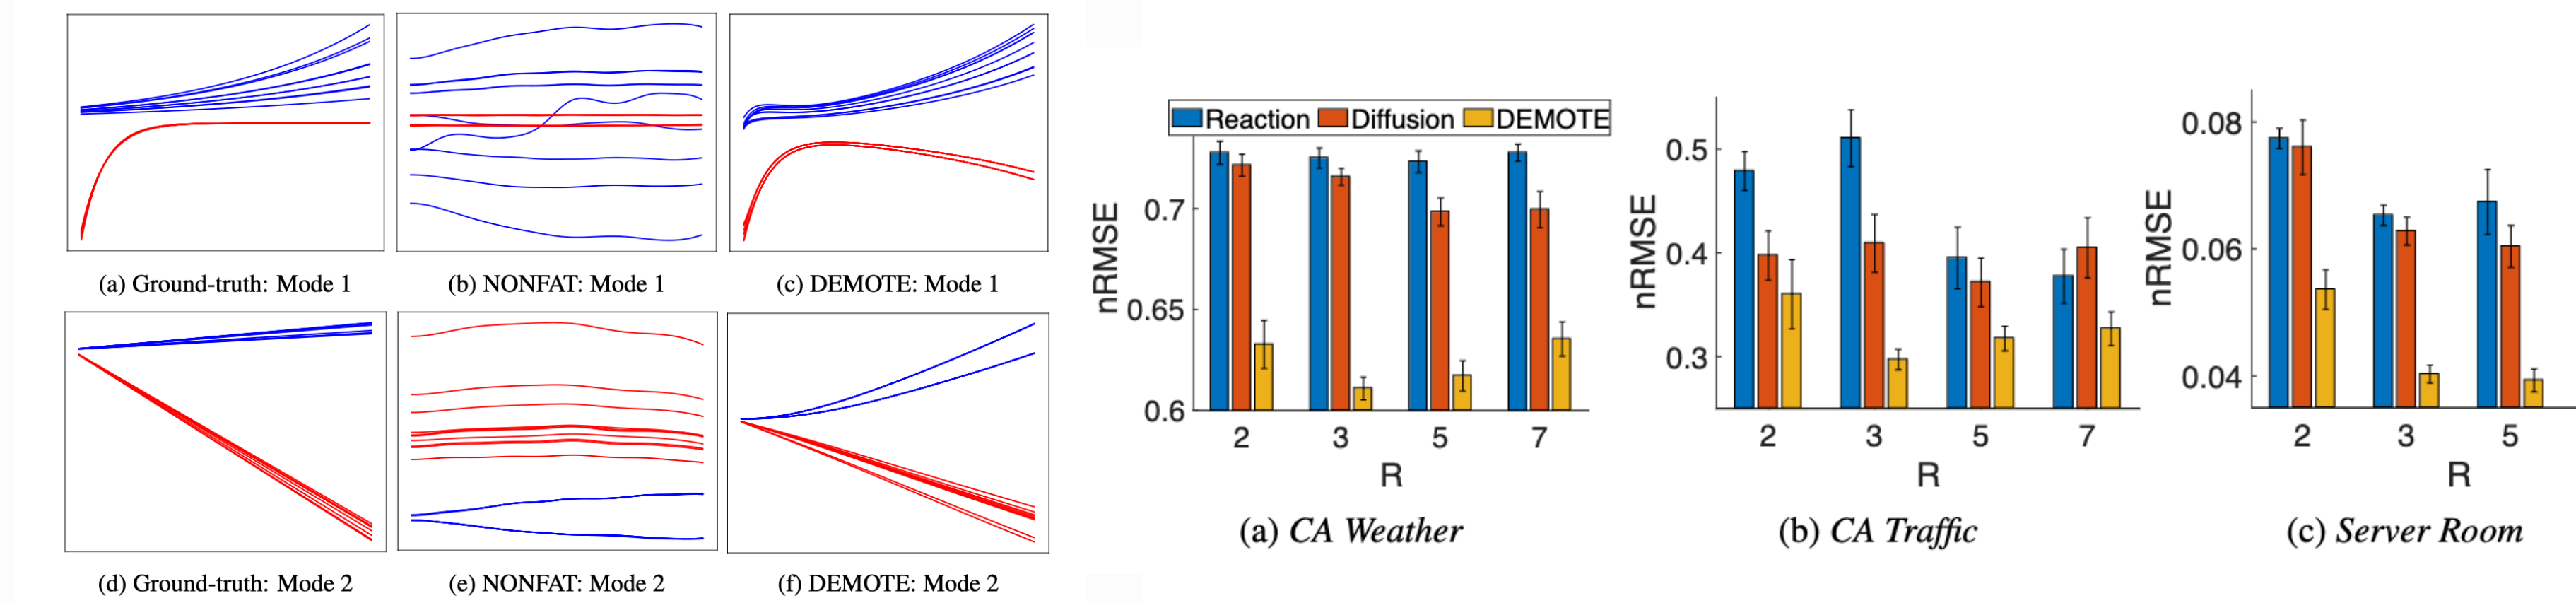 (a) Ground-truth: Mode 1
(b) NONFAT: Mode 1
(c) DEMOTE: Mode 1
(d) Ground-truth: Mode 2
(e) NONFAT: Mode 2
(f) DEMOTE: Mode 2
Reaction Diffusion DEMOTE
nRMSE
0.7
0.65
0.6
2 3 5 7
R
(a) CA Weather
nRMSE
0.5
0.4
0.3
2 3 5 7
R
(b) CA Traffic
nRMSE
0.08
0.06
0.04
2 3 5
R
(c) Server Room